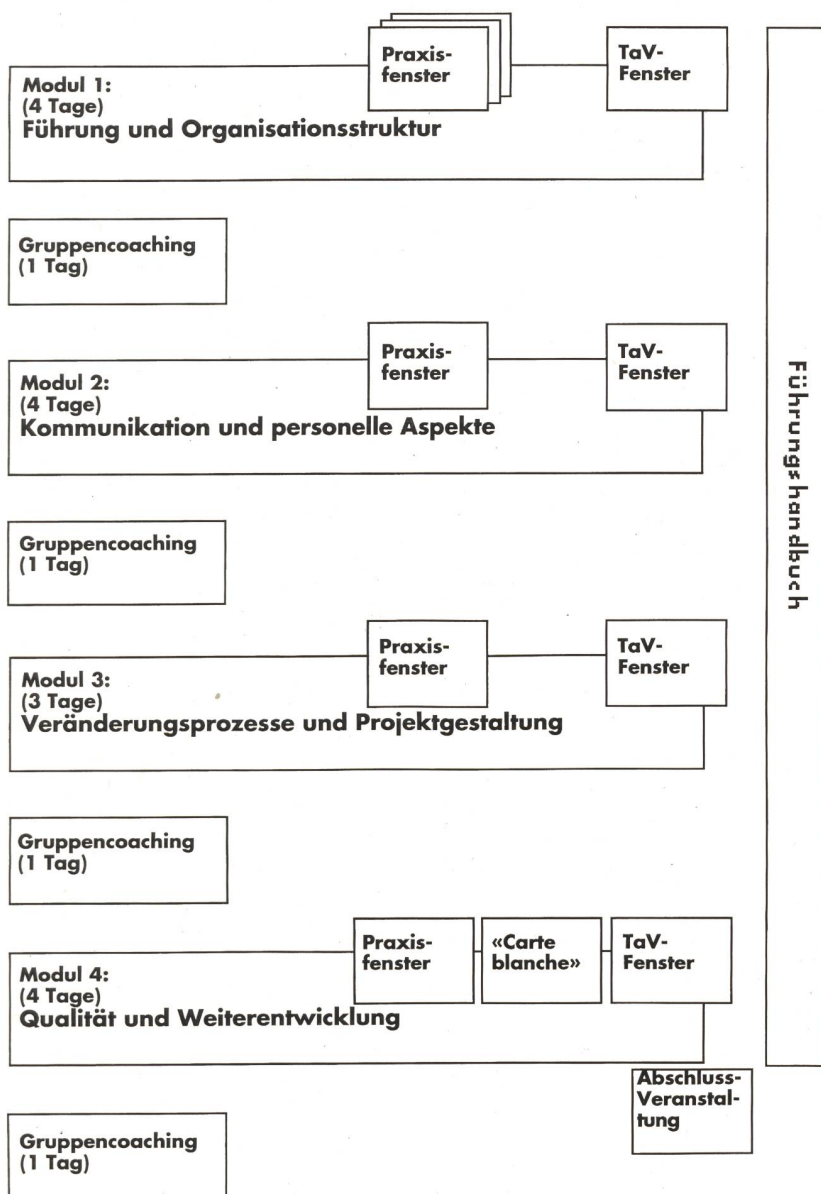 Praxis-
fenster
TaV-
Fenster
Modul 1:
(4 Tage)
Führung und Organisationsstruktur
Gruppencoaching
(1 Tag)
Praxis-
fenster
TaV-
Fenster
Modul 2:
(4 Tage)
Kommunikation und personelle Aspekte
Gruppencoaching
(1 Tag)
Praxis-
fenster
TaV-
Fenster
Modul 3:
(3 Tage)
Veränderungsprozesse und Projektgestaltung
Gruppencoaching
(1 Tag)
Praxis-
fenster
«Carte
blanche»
TaV-
Fenster
Modul 4:
(4 Tage)
Qualität und Weiterentwicklung
Abschluss-
Veranstal-
tung
Gruppencoaching
(1 Tag)
Führungshandbuch